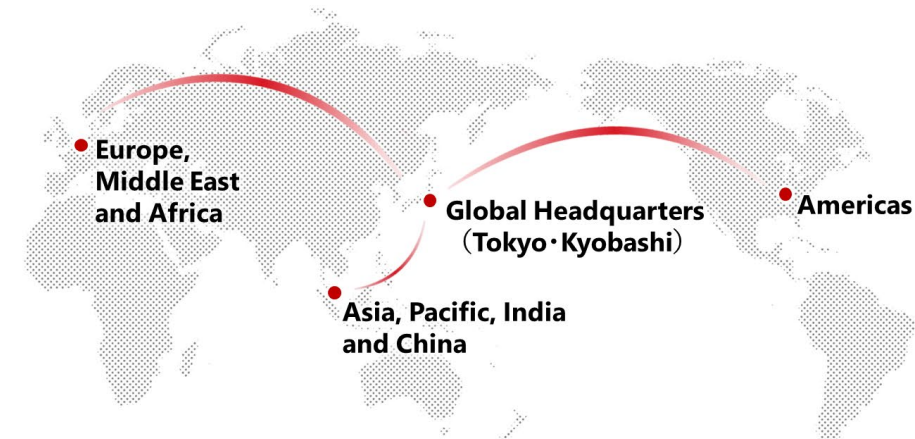 Europe,
Middle East
and Africa
Global Headquarters
（Tokyo・Kyobashi）
Americas
Asia, Pacific, India
and China